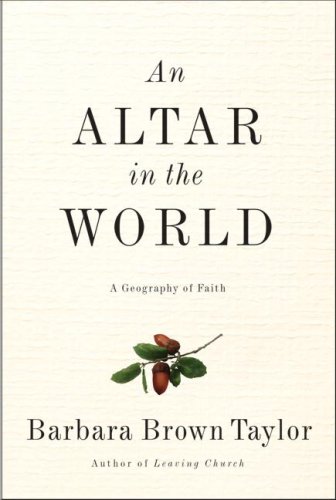 An
ALTAR
in the
WORLD
A Geography of Faith
Barbara Brown Taylor
Author of Leaving Church